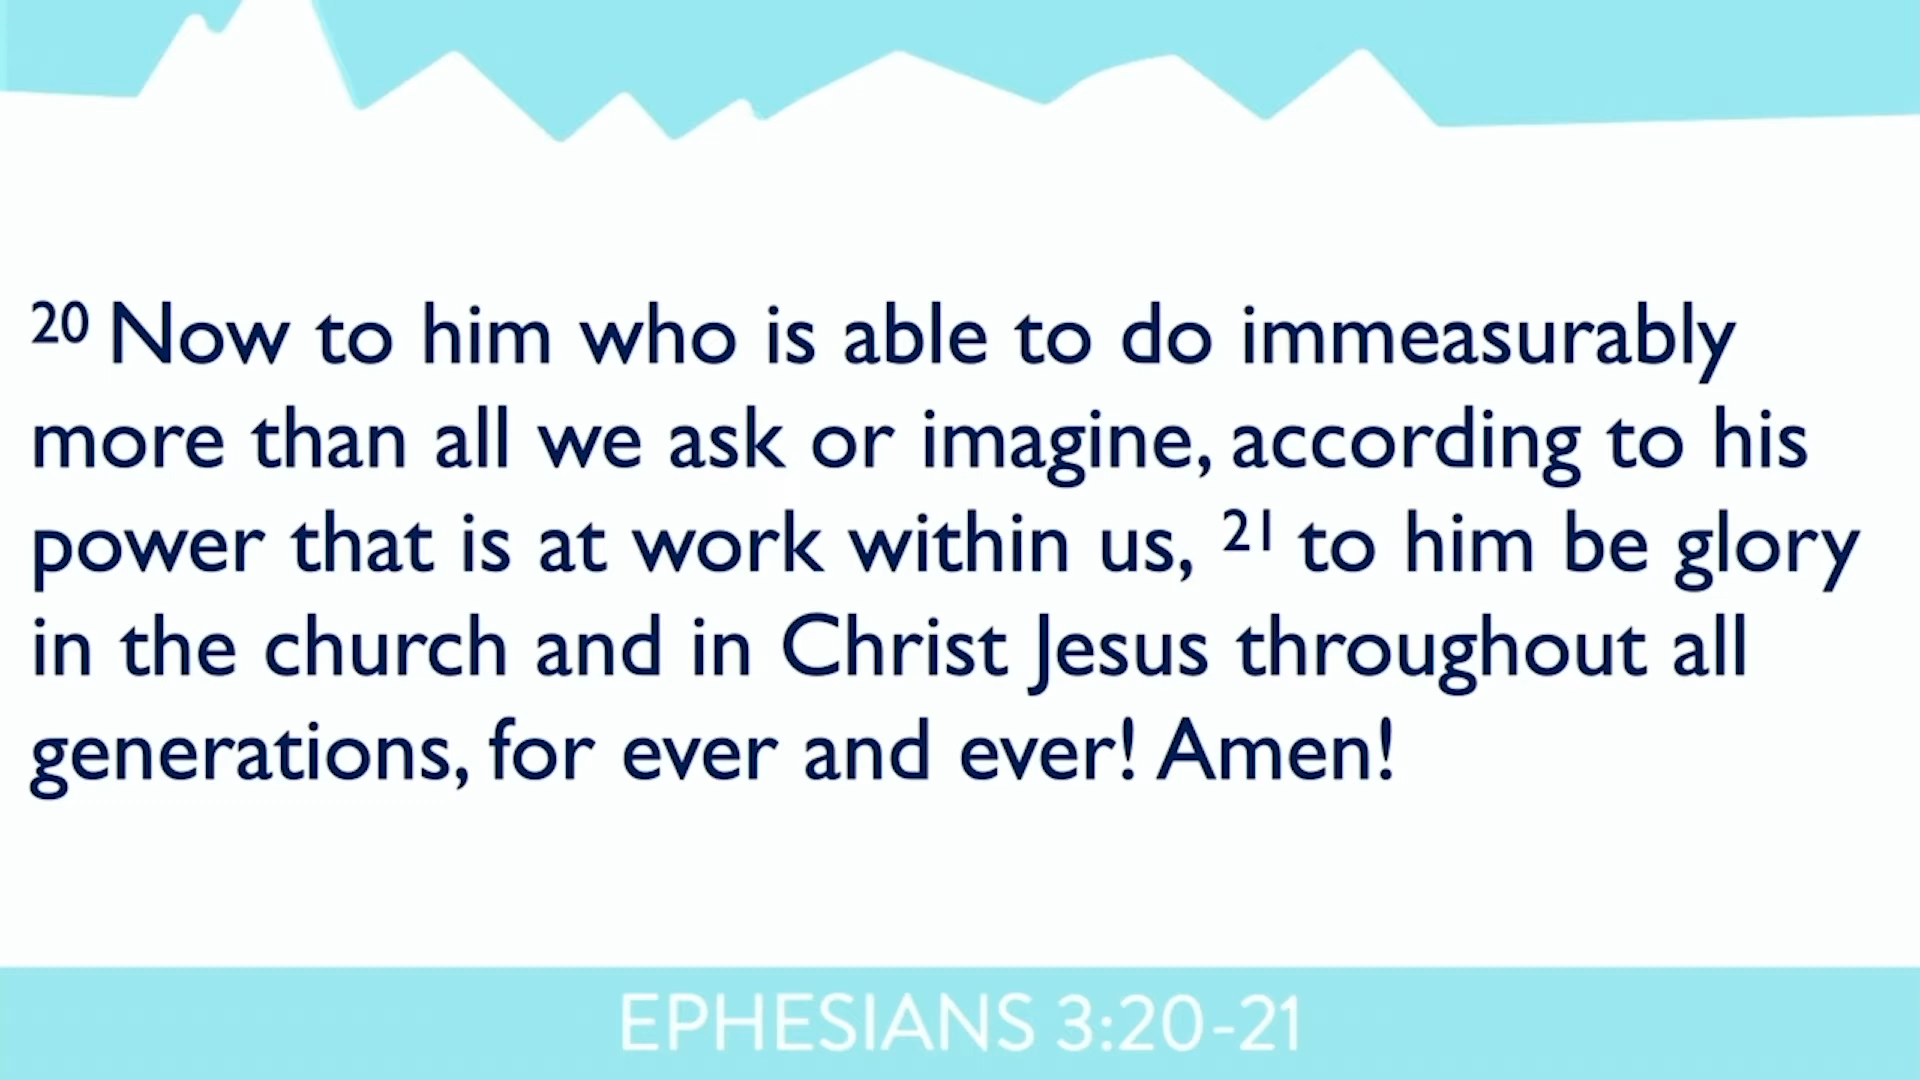 20 Now to him who is able to do immeasurably
more than all we ask or imagine, according to his
power that is at work within us, 21 to him be glory
in the church and in Christ Jesus throughout all
generations, for ever and ever! Amen!
EPHESIANS 3:20-21